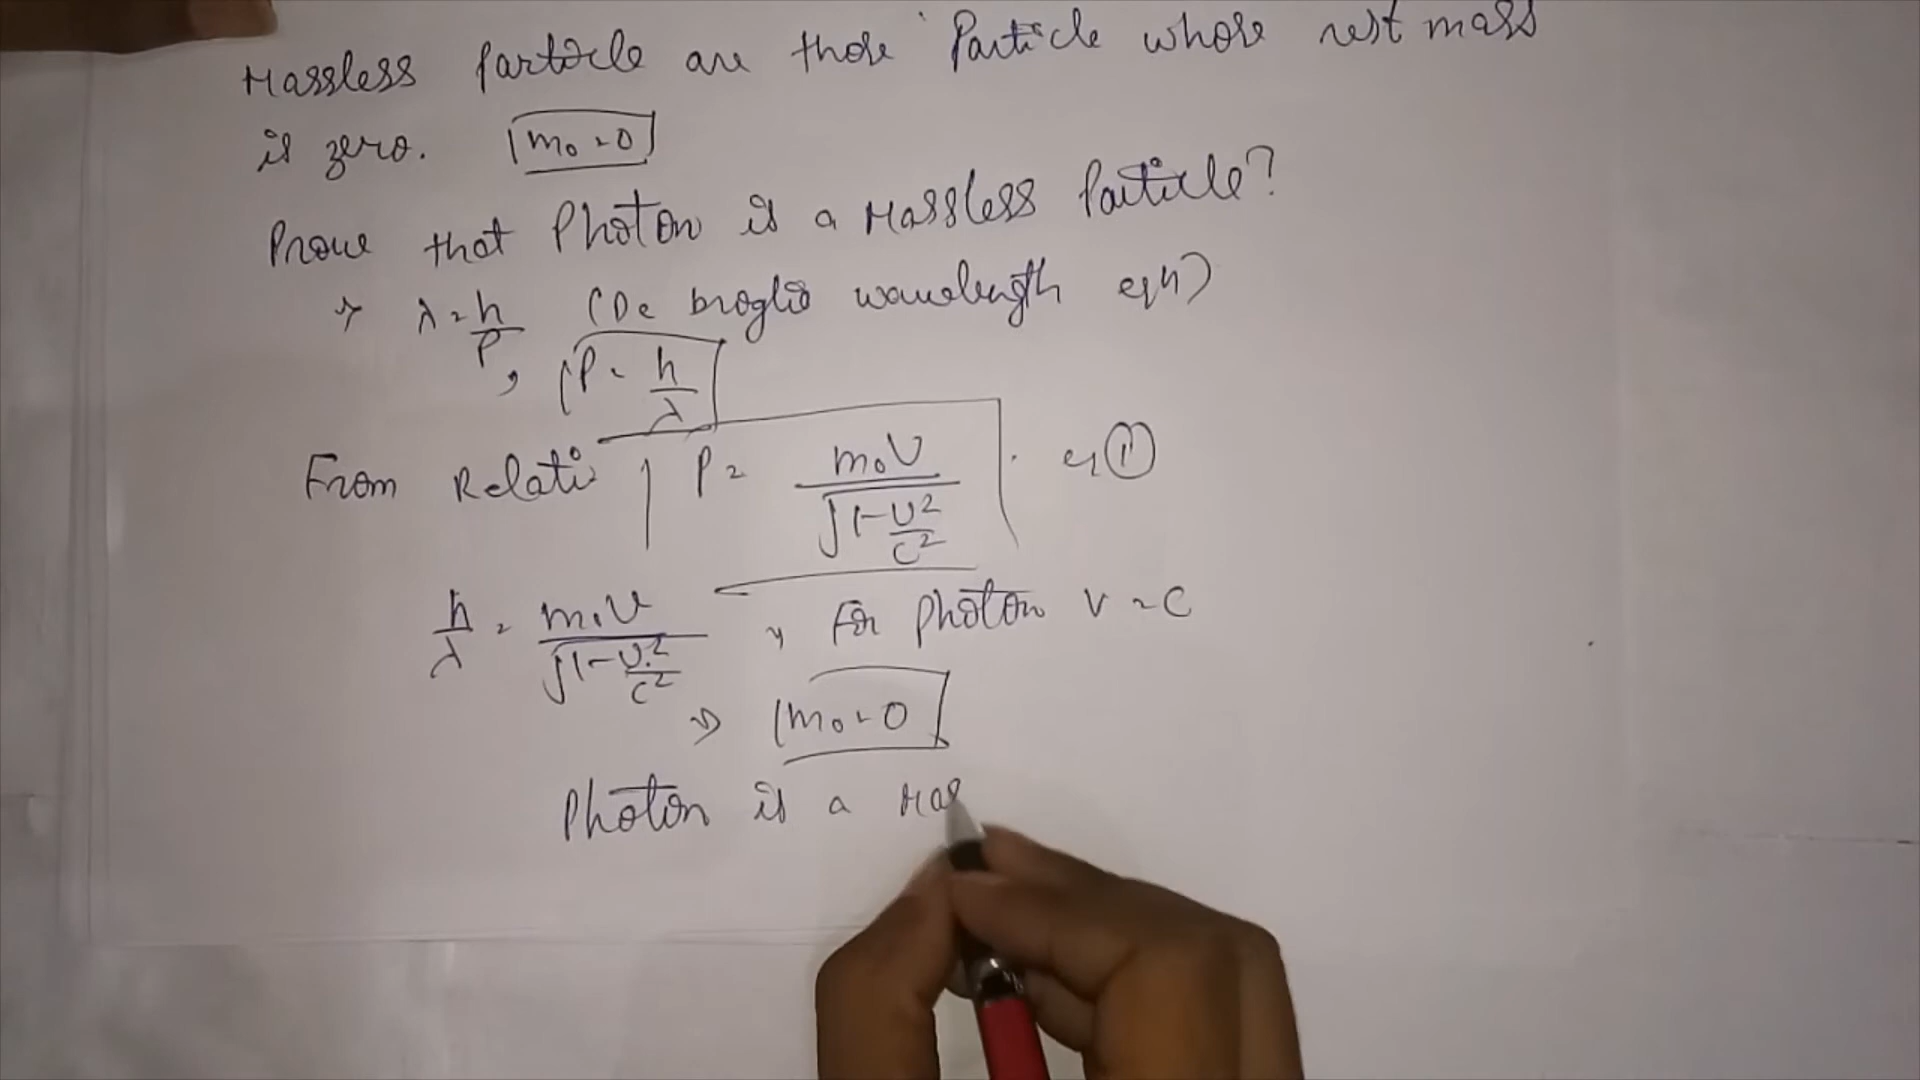 Massless Particle are those Particle whose rest mass
is zero. m₀ = 0
Prove that Photon is a Massless Particle?
⇒ λ = h/P (De broglie wavelength eqn)
, P = h/λ
From Relati P = m₀V/√(1-V²/C²) . eq ①
h/λ = m₀V/√(1-V²/C²) ⇒ For Photon V = C
⇒ m₀ = 0
Photon is a Mas